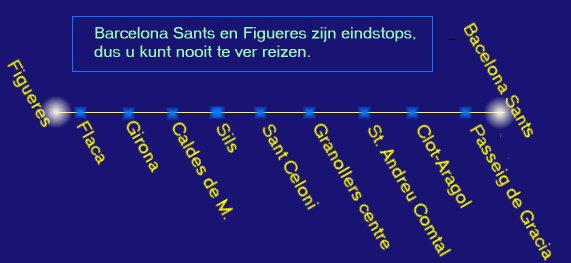 Barcelona Sants en Figueres zijn eindstops,
dus u kunt nooit te ver reizen.
Figueres
Flaca
Girona
Caldes de M.
Sils
Sant Celoni
Granollers centre
St. Andreu Comtal
Clot-Aragol
Passeig de Gracia
Bacelona Sants